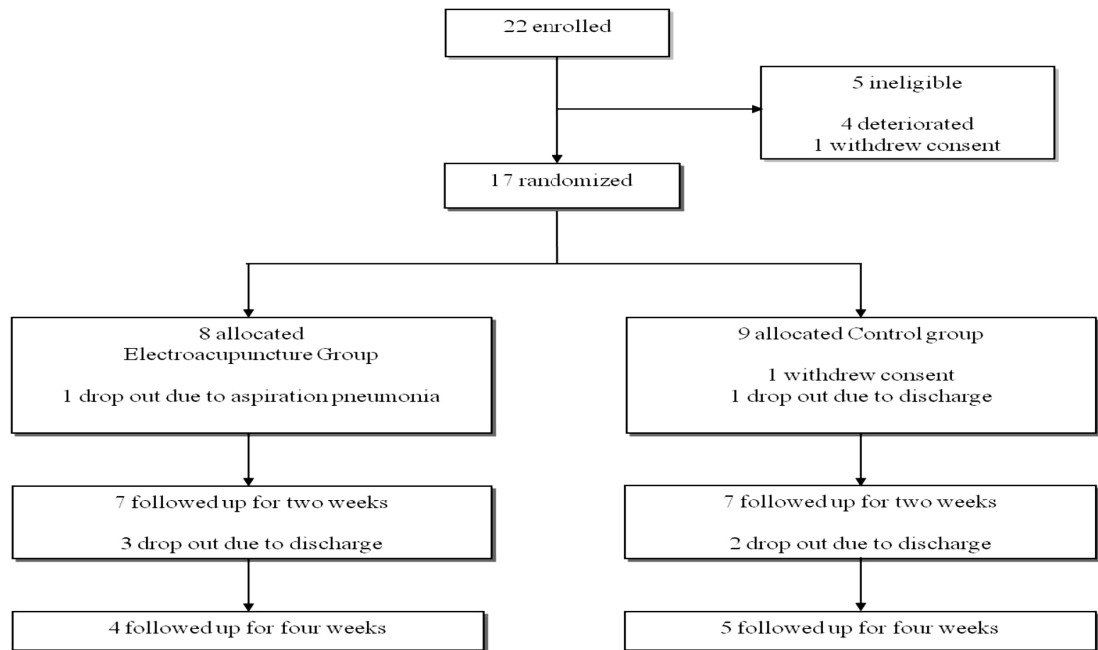 22 enrolled
5 ineligible
4 deteriorated
1 withdrew consent
17 randomized
8 allocated
Electroacupuncture Group
1 drop out due to aspiration pneumonia
9 allocated Control group
1 withdrew consent
1 drop out due to discharge
7 followed up for two weeks
3 drop out due to discharge
7 followed up for two weeks
2 drop out due to discharge
4 followed up for four weeks
5 followed up for four weeks